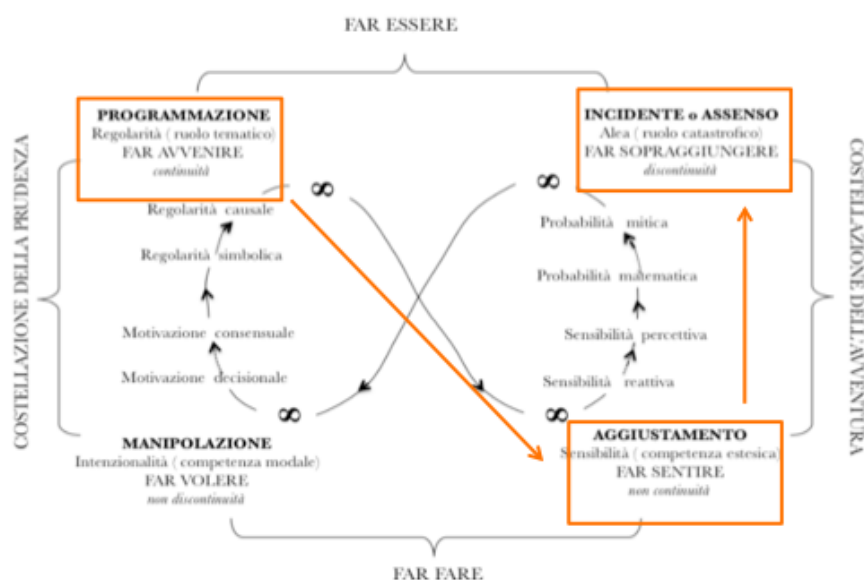 FAR ESSERE
PROGRAMMAZIONE
Regolarità ( ruolo tematico)
FAR AVVENIRE
continuità
INCIDENTE o ASSENSO
Alea ( ruolo catastrofico)
FAR SOPRAGGIUNGERE
discontinuità
COSTELLAZIONE DELLA PRUDENZA
COSTELLAZIONE DELL'AVVENTURA
∞
∞
Regolarità causale
Regolarità simbolica
Motivazione consensuale
Motivazione decisionale
Probabilità mitica
Probabilità matematica
Sensibilità percettiva
Sensibilità reattiva
∞
∞
MANIPOLAZIONE
Intenzionalità ( competenza modale)
FAR VOLERE
non discontinuità
AGGIUSTAMENTO
Sensibilità ( competenza estesica)
FAR SENTIRE
non continuità
FAR FARE